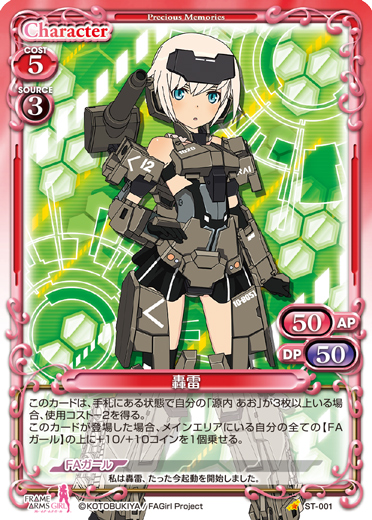 Precious Memories
Character
COST
5
SOURCE
3
12
50 AP
DP 50
轟雷
このカードは、手札にある状態で自分の「源内 あお」が3枚以上いる場
合、使用コスト−2を得る。
このカードが登場した場合、メインエリアにいる自分の全ての【FA
ガール】の上に+10/+10コインを1個乗せる。
FAガール
私は轟雷、たった今起動を開始しました。
FRAME ARMS GIRL
©KOTOBUKIYA / FAGirl Project
ST-001